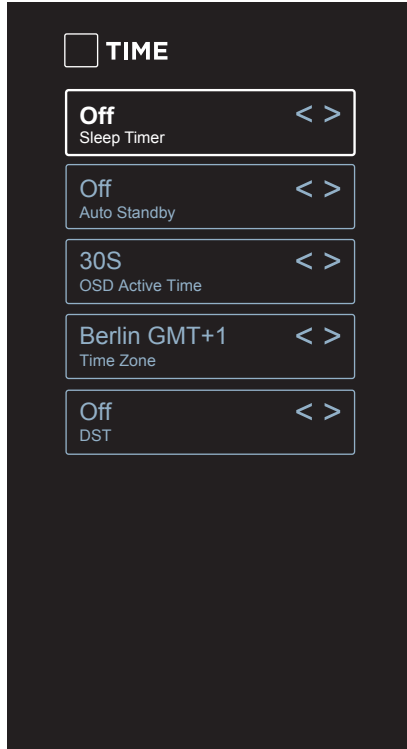 TIME
Off < >
Sleep Timer
Off < >
Auto Standby
30S < >
OSD Active Time
Berlin GMT+1 < >
Time Zone
Off < >
DST